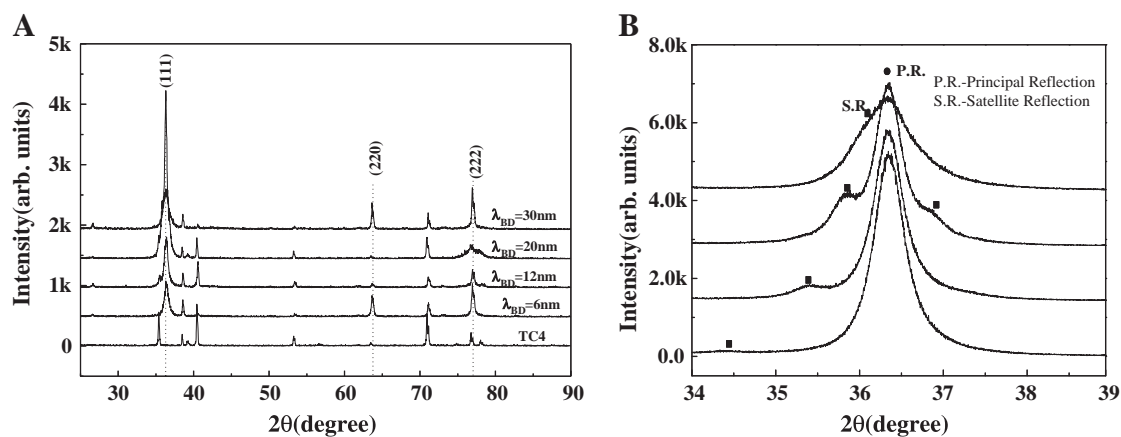 A
5k
4k
3k
2k
1k
0
Intensity(arb. units)
(111)
(220)
(222)
λBD=30nm
λBD=20nm
λBD=12nm
λBD=6nm
TC4
30
40
50
60
70
80
90
2θ(degree)
B
8.0k
6.0k
4.0k
2.0k
0.0
Intensity(arb. units)
P.R.
S.R.
P.R.-Principal Reflection
S.R.-Satellite Reflection
34
35
36
37
38
39
2θ(degree)